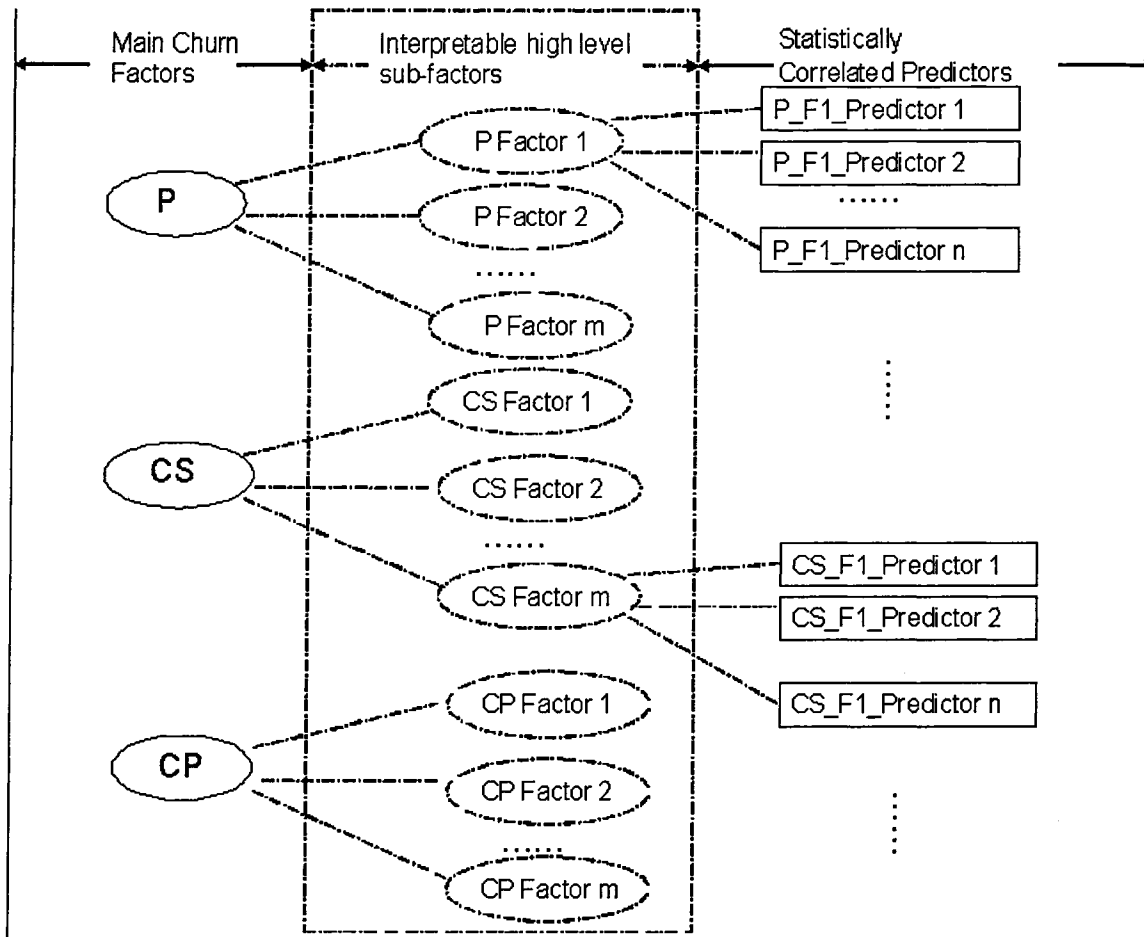 Main Churn
Factors
Interpretable high level
sub-factors
Statistically
Correlated Predictors
P
P Factor 1
P Factor 2
......
P Factor m
P_F1_Predictor 1
P_F1_Predictor 2
......
P_F1_Predictor n
CS
CS Factor 1
CS Factor 2
......
CS Factor m
CS_F1_Predictor 1
CS_F1_Predictor 2
CS_F1_Predictor n
CP
CP Factor 1
CP Factor 2
......
CP Factor m